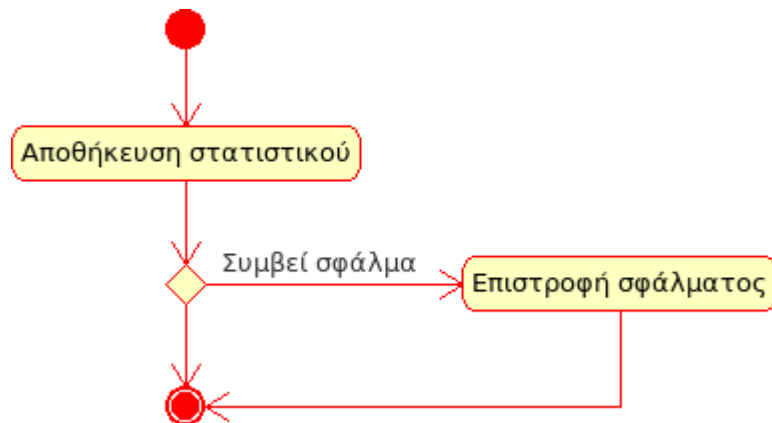 Αποθήκευση στατιστικού
Συμβεί σφάλμα
Επιστροφή σφάλματος